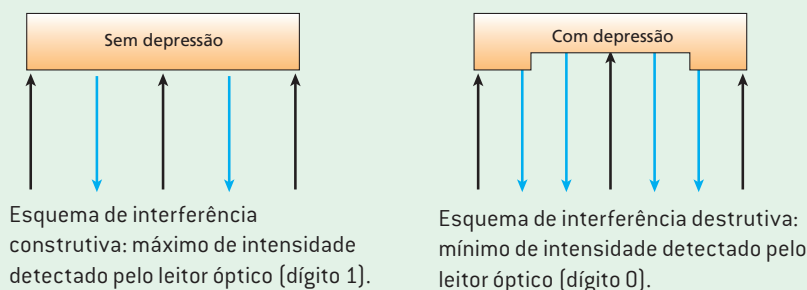 Sem depressão
Com depressão
Esquema de interferência
construtiva: máximo de intensidade
detectado pelo leitor óptico (dígito 1).
Esquema de interferência destrutiva:
mínimo de intensidade detectado pelo
leitor óptico (dígito 0).